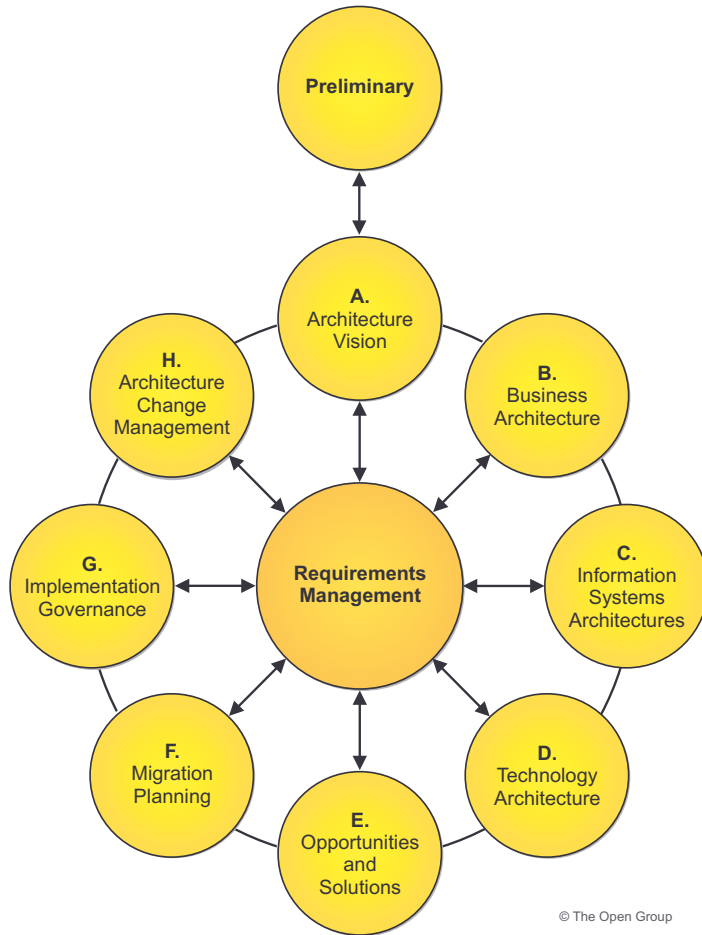 Preliminary
A.
Architecture
Vision
B.
Business
Architecture
C.
Information
Systems
Architectures
D.
Technology
Architecture
E.
Opportunities
and
Solutions
F.
Migration
Planning
G.
Implementation
Governance
H.
Architecture
Change
Management
Requirements
Management
© The Open Group